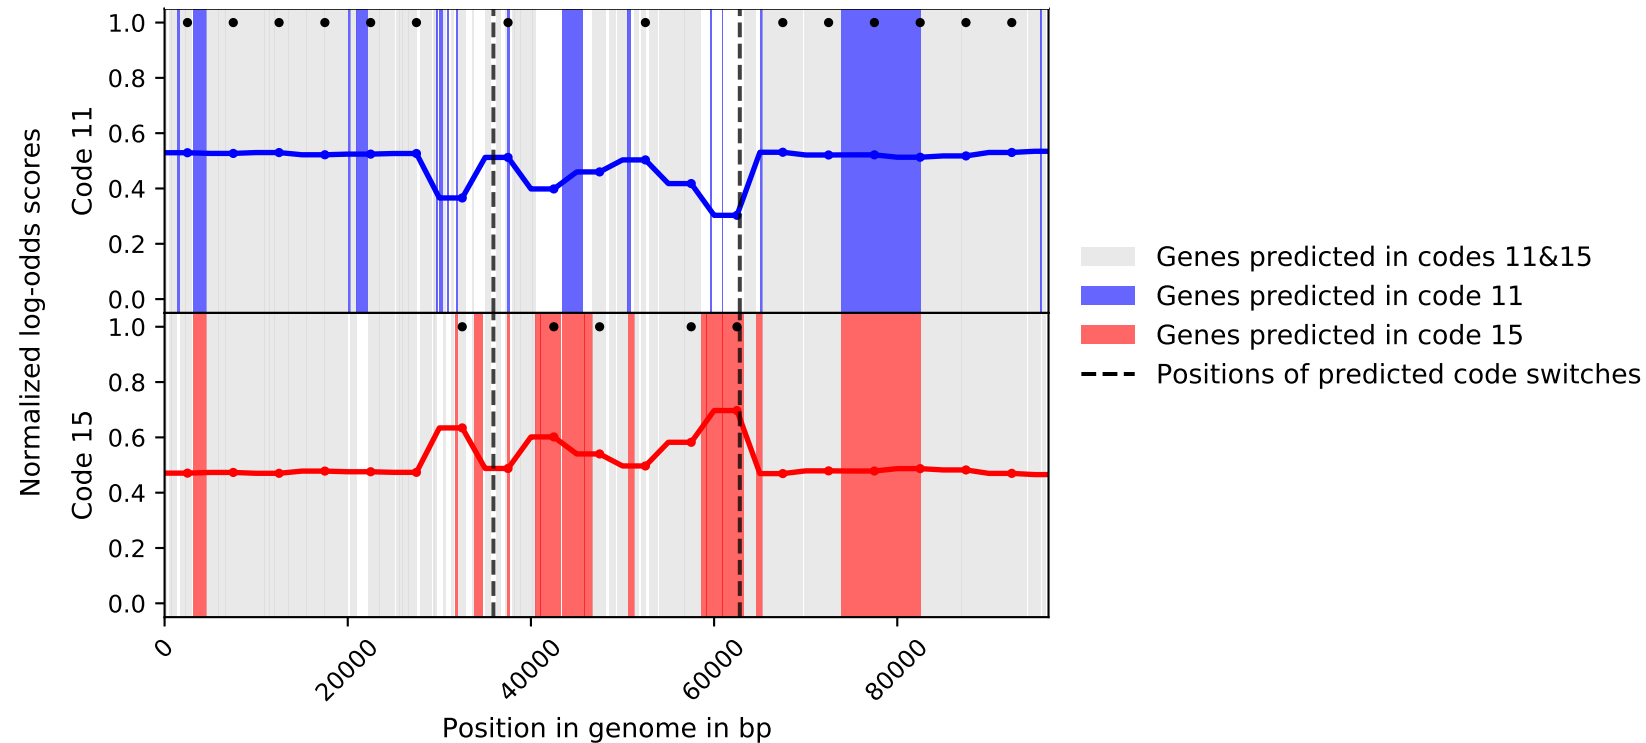 Normalized log-odds scores
Code 11
1.0
0.8
0.6
0.4
0.2
0.0
Code 15
1.0
0.8
0.6
0.4
0.2
0.0
0
20000
40000
60000
80000
Position in genome in bp
Genes predicted in codes 11&15
Genes predicted in code 11
Genes predicted in code 15
Positions of predicted code switches